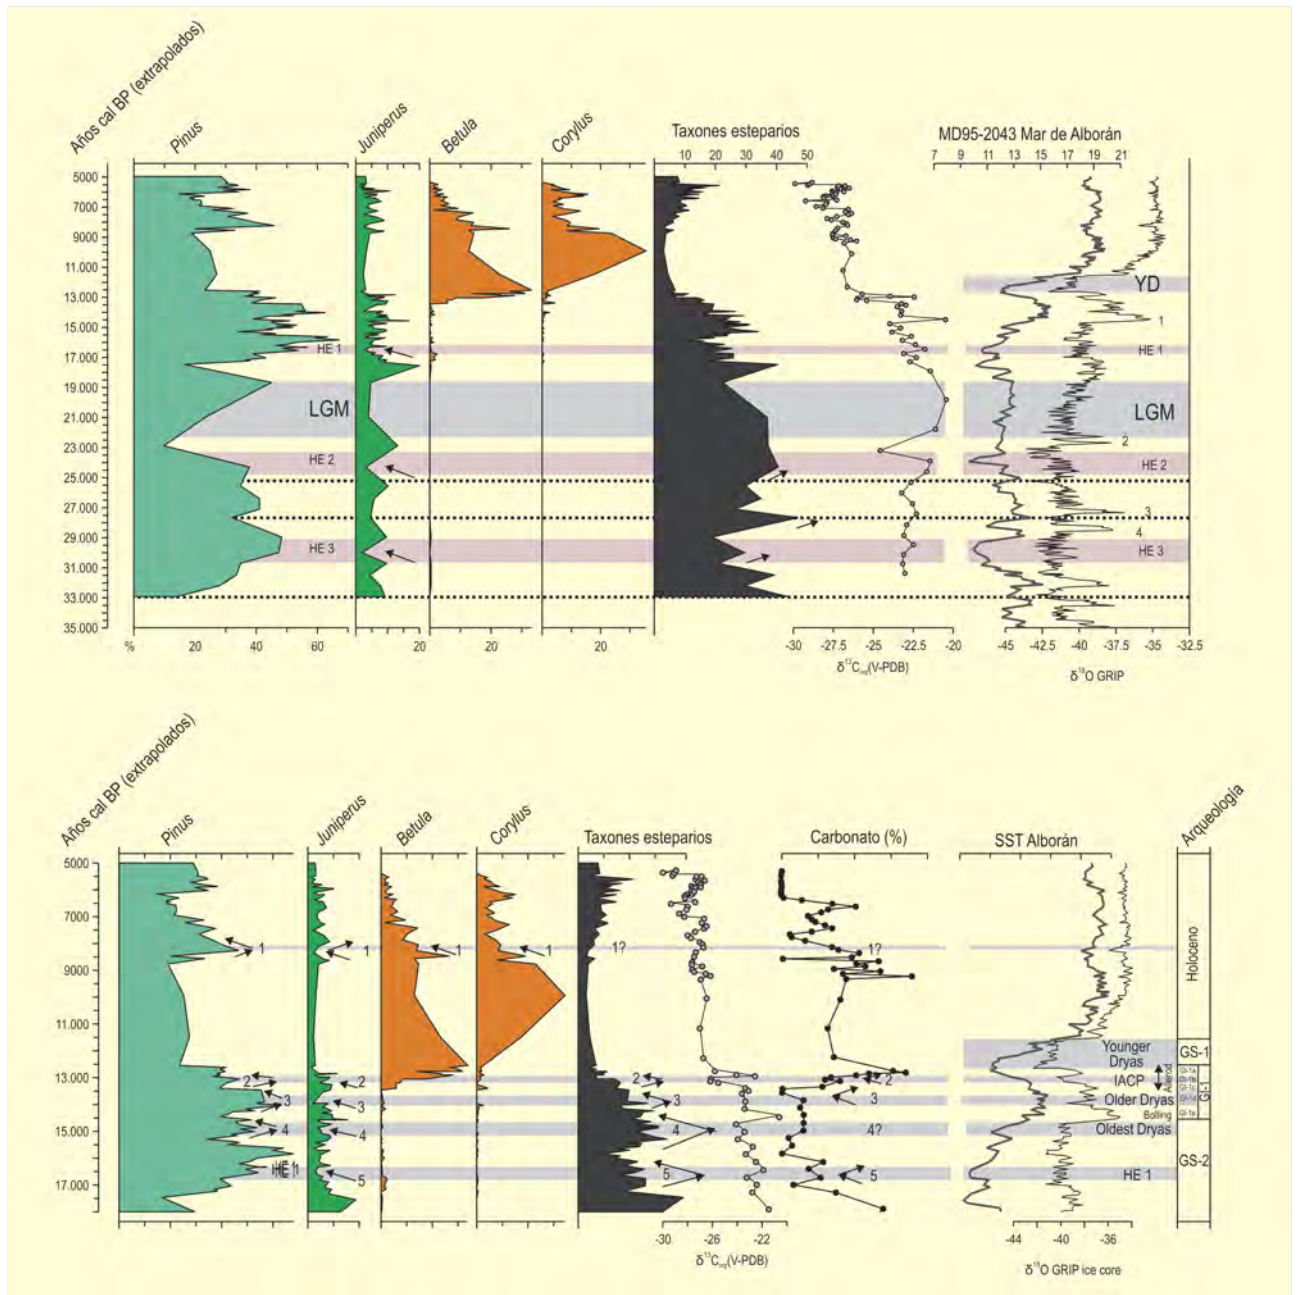 Años cal BP (extrapolados)
Pinus
Juniperus
Betula
Corylus
Taxones esteparios
MD95-2043 Mar de Alborán
10 20 30 40 50
7 9 11 13 15 17 19 21
5000
7000
9000
11.000
13.000
15.000
17.000
19.000
21.000
23.000
25.000
27.000
29.000
31.000
33.000
35.000
YD
1
HE 1
HE 1
LGM
LGM
2
HE 2
HE 2
3
4
HE 3
HE 3
% 20 40 60
20
20
20
-30 -27.5 -25 -22.5 -20
-45 -42.5 -40 -37.5 -35 -32.5
δ¹³C (V-PDB)
δ¹⁸O GRIP
Años cal BP (extrapolados)
Pinus
Juniperus
Betula
Corylus
Taxones esteparios
Carbonato (%)
SST Alborán
Arqueología
5000
7000
9000
11.000
13.000
15.000
17.000
1 1 1 1 1? 1?
Holoceno
Younger
Dryas
GS-1
2 2 2 2
IACP
Allerod
GI-1
3 3 3 3
Older Dryas
Bolling
4 4 4 4?
Oldest Dryas
GS-2
HE 1
5 5 5
HE 1
-30 -26 -22
-44 -40 -36
δ¹³C (V-PDB)
δ¹⁸O GRIP ice core